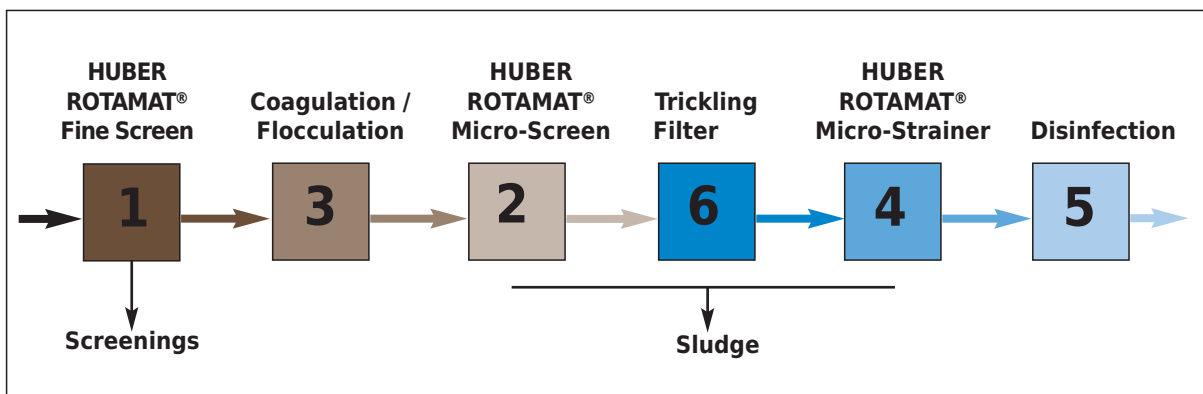 HUBER
ROTAMAT®
Fine Screen
Coagulation /
Flocculation
HUBER
ROTAMAT®
Micro-Screen
Trickling
Filter
HUBER
ROTAMAT®
Micro-Strainer
Disinfection
1
3
2
6
4
5
Screenings
Sludge